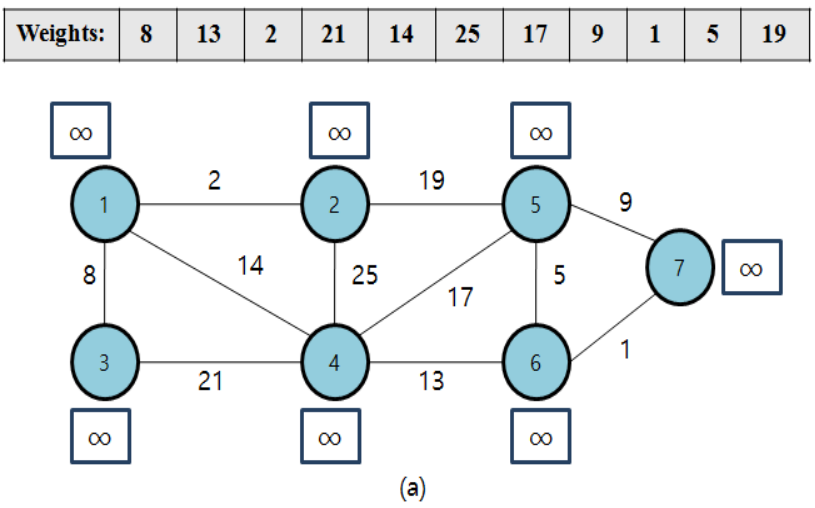 Weights: 8 13 2 21 14 25 17 9 1 5 19
∞ ∞ ∞
1 2 2 19 5 9
8 14 25 17 5 7 ∞
3 21 4 13 6 1
∞ ∞ ∞
(a)